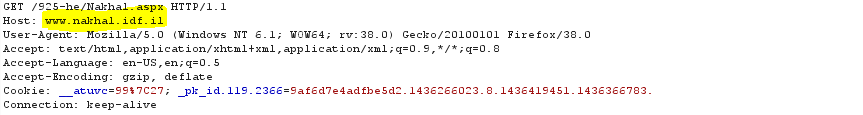 GET /925-he/Nakhal.aspx HTTP/1.1
Host: www.nakhal.idf.il
User-Agent: Mozilla/5.0 (Windows NT 6.1; WOW64; rv:38.0) Gecko/20100101 Firefox/38.0
Accept: text/html,application/xhtml+xml,application/xml;q=0.9,*/*;q=0.8
Accept-Language: en-US,en;q=0.5
Accept-Encoding: gzip, deflate
Cookie: __atuvc=99%7C27; _pk_id.119.2366=9af6d7e4adfbe5d2.1436266023.8.1436419451.1436366783.
Connection: keep-alive